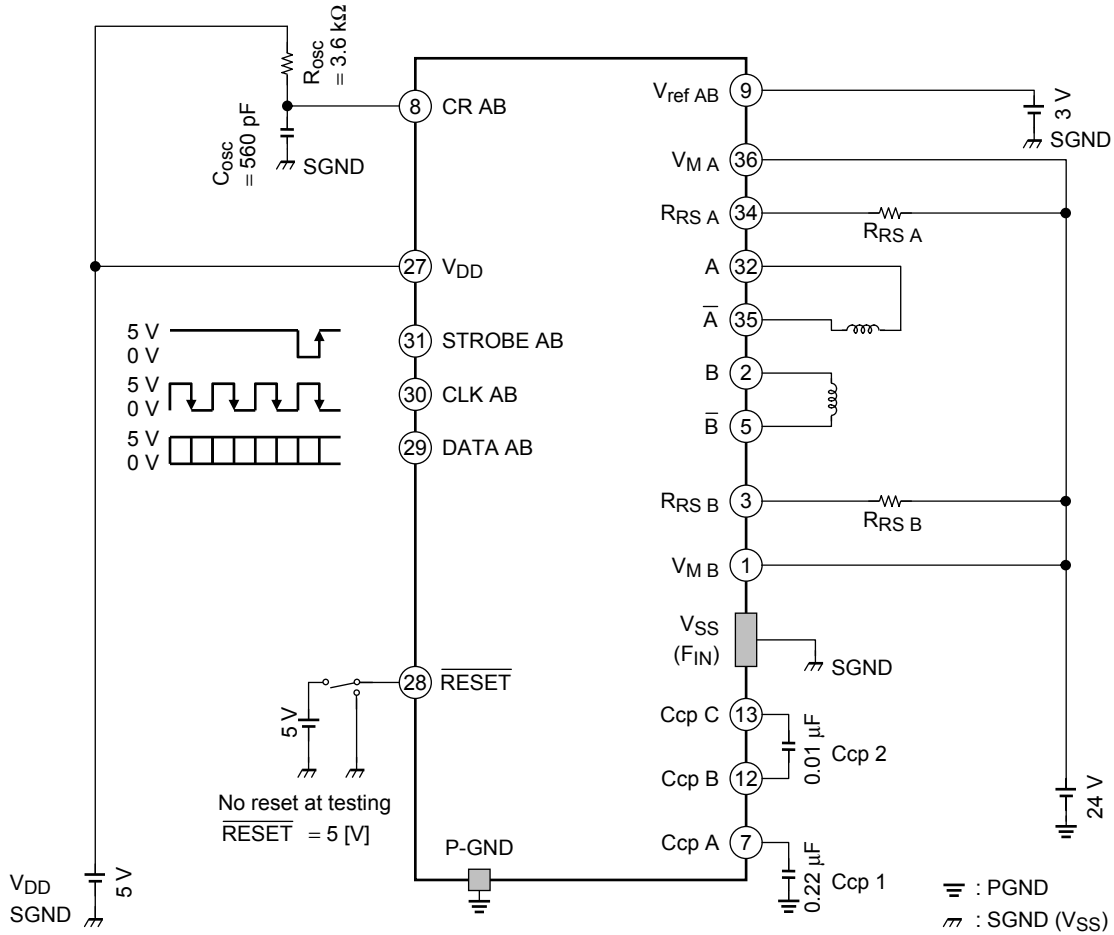 Rosc
= 3.6 kΩ
Cosc
= 560 pF
SGND
8
CR AB
27
VDD
5 V
0 V
31
STROBE AB
5 V
0 V
30
CLK AB
5 V
0 V
29
DATA AB
28
RESET
5 V
No reset at testing
RESET = 5 [V]
VDD
SGND
5 V
P-GND
Vref AB
9
3 V
SGND
VM A
36
RRS A
34
RRS A
A
32
A
35
B
2
B
5
RRS B
3
RRS B
VM B
1
VSS
(FIN)
SGND
Ccp C
13
0.01 µF
Ccp 2
Ccp B
12
Ccp A
7
0.22 µF
Ccp 1
24 V
: PGND
: SGND (VSS)